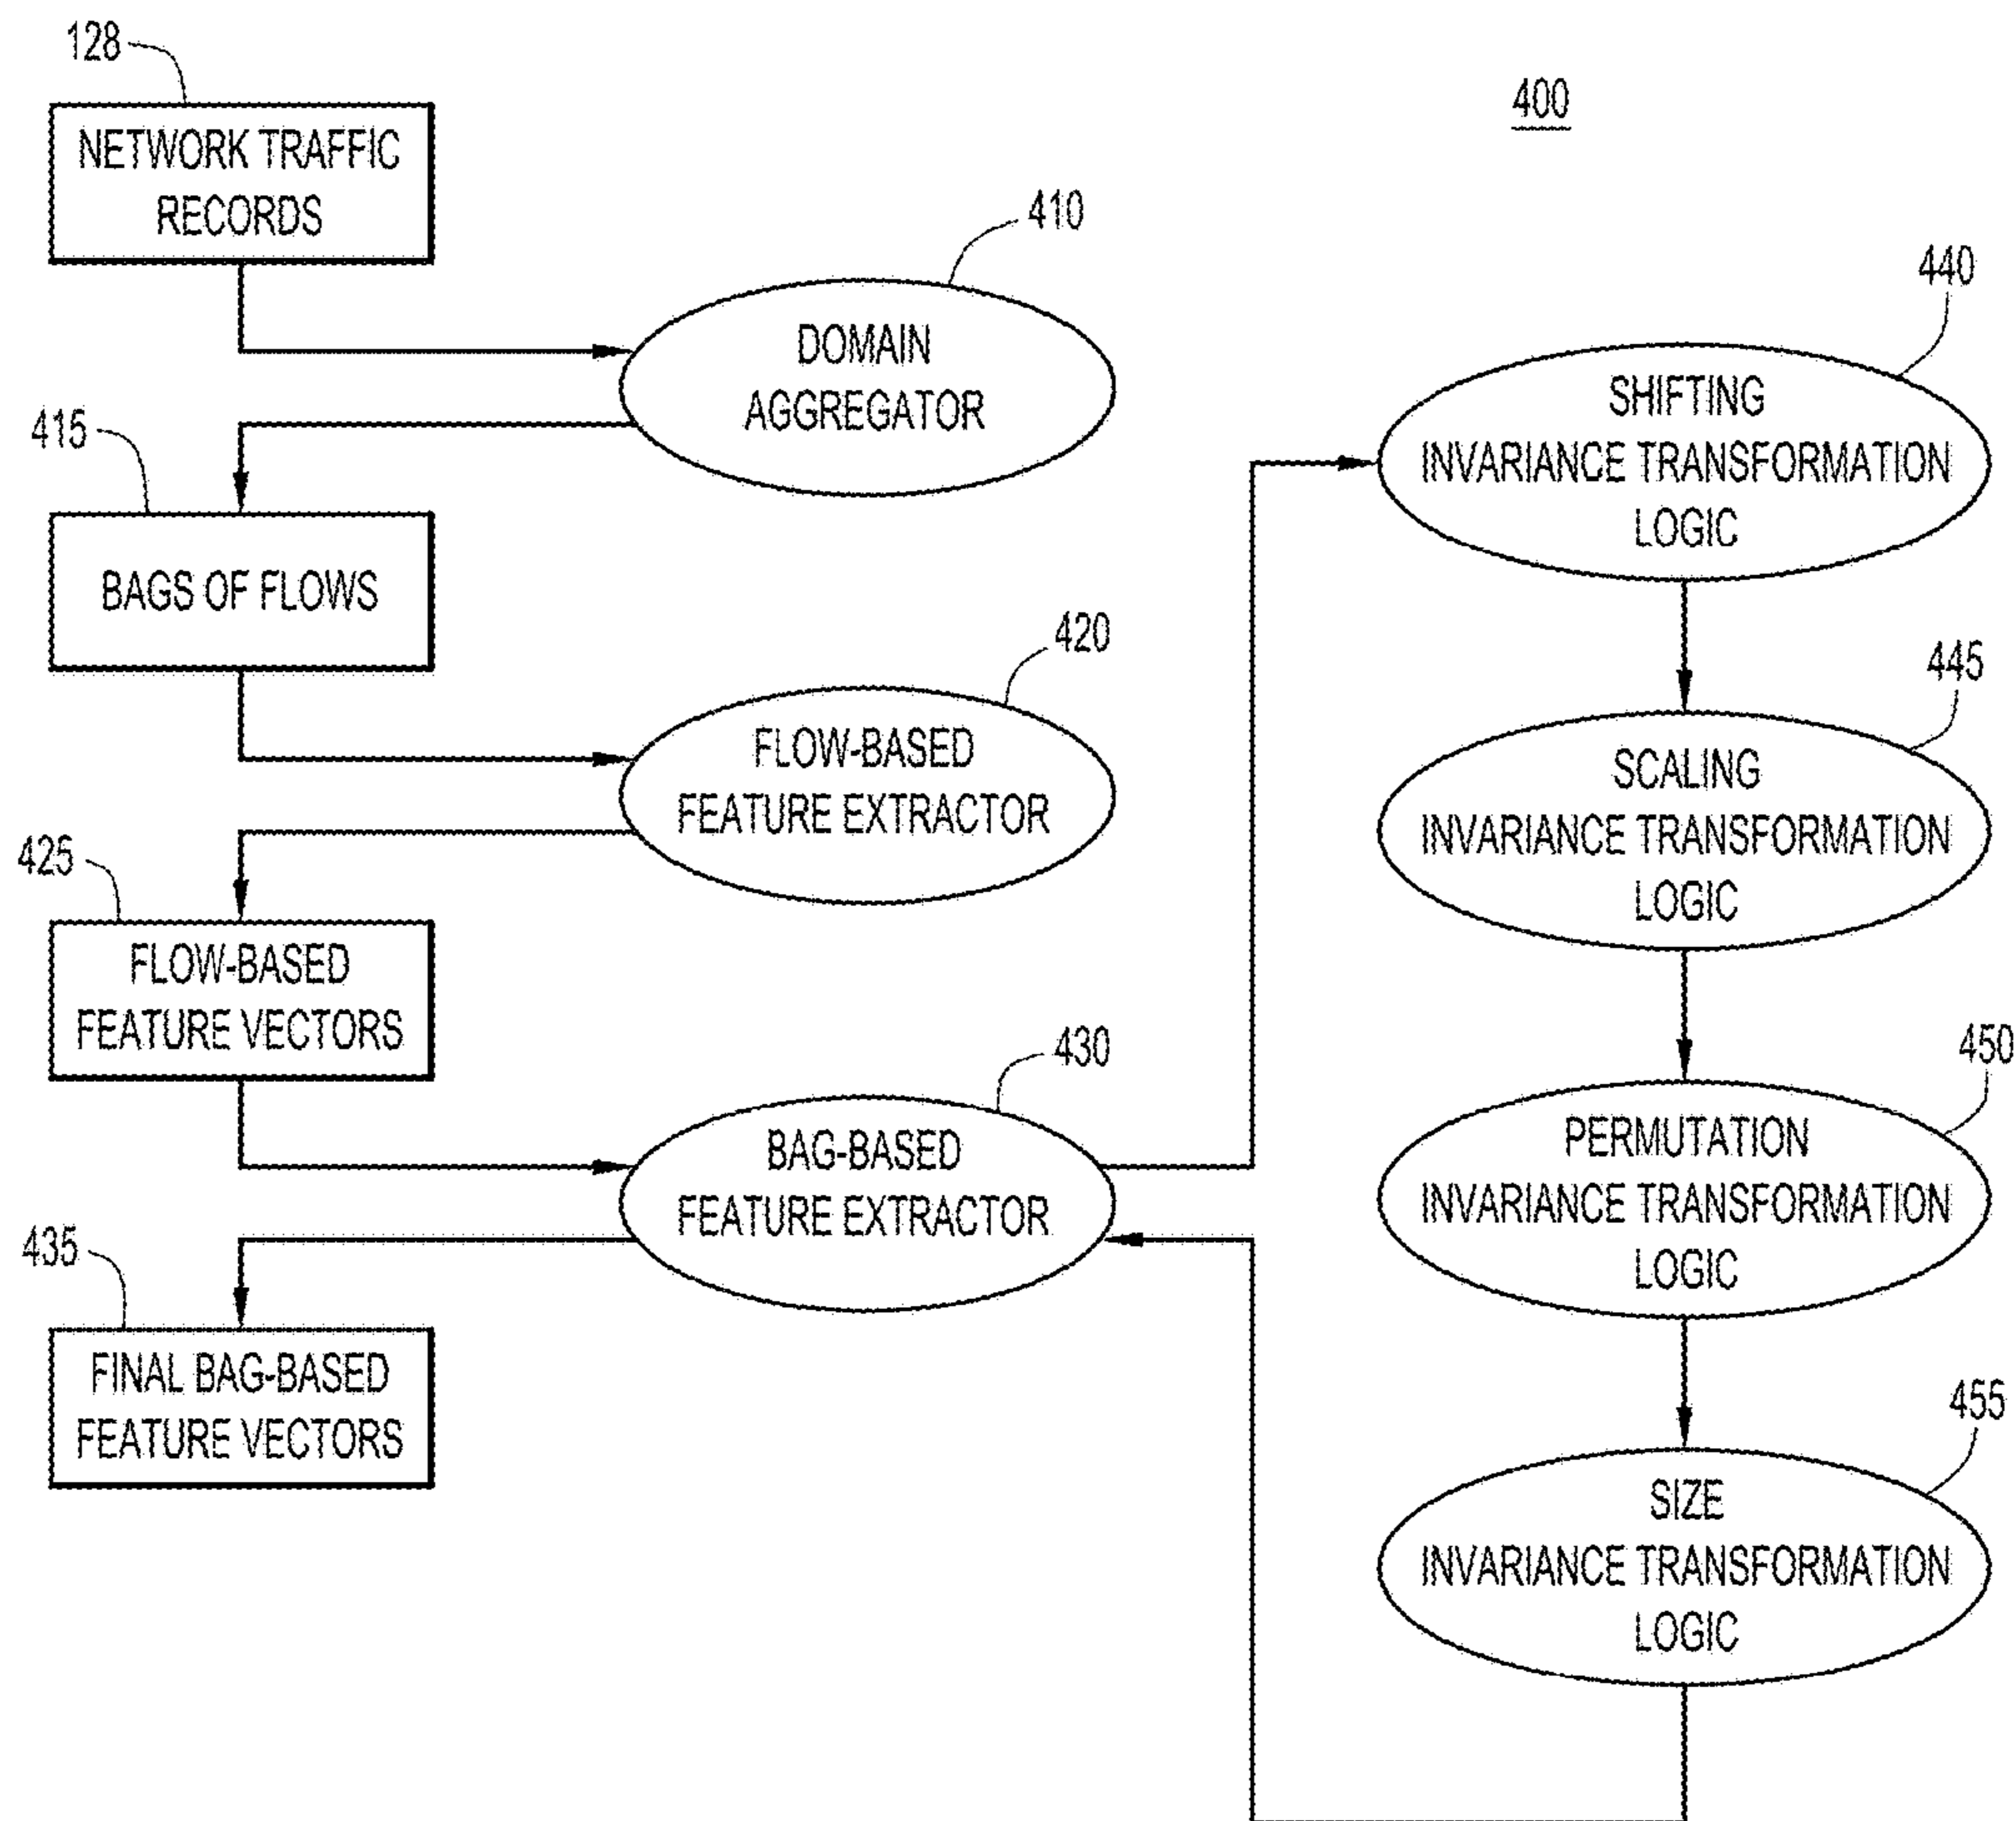 128
400
NETWORK TRAFFIC
RECORDS
410
DOMAIN
AGGREGATOR
440
SHIFTING
INVARIANCE TRANSFORMATION
LOGIC
415
BAGS OF FLOWS
420
FLOW-BASED
FEATURE EXTRACTOR
445
SCALING
INVARIANCE TRANSFORMATION
LOGIC
425
FLOW-BASED
FEATURE VECTORS
430
BAG-BASED
FEATURE EXTRACTOR
450
PERMUTATION
INVARIANCE TRANSFORMATION
LOGIC
435
FINAL BAG-BASED
FEATURE VECTORS
455
SIZE
INVARIANCE TRANSFORMATION
LOGIC